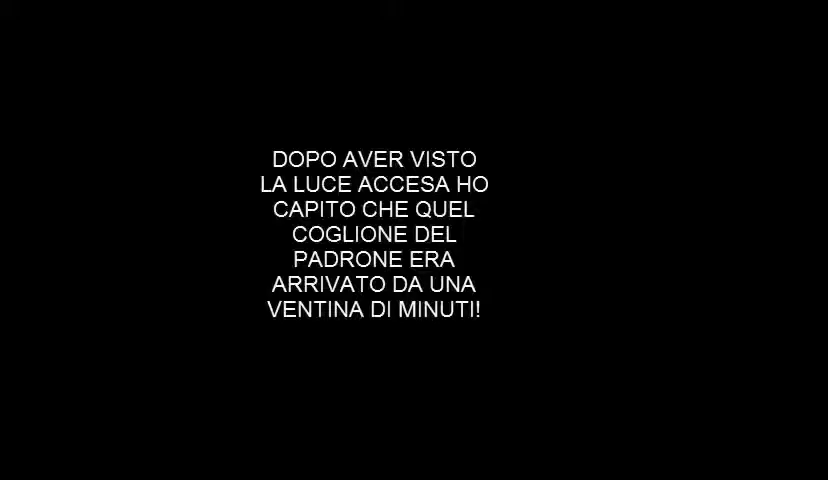 DOPO AVER VISTO
LA LUCE ACCESA HO
CAPITO CHE QUEL
COGLIONE DEL
PADRONE ERA
ARRIVATO DA UNA
VENTINA DI MINUTI!